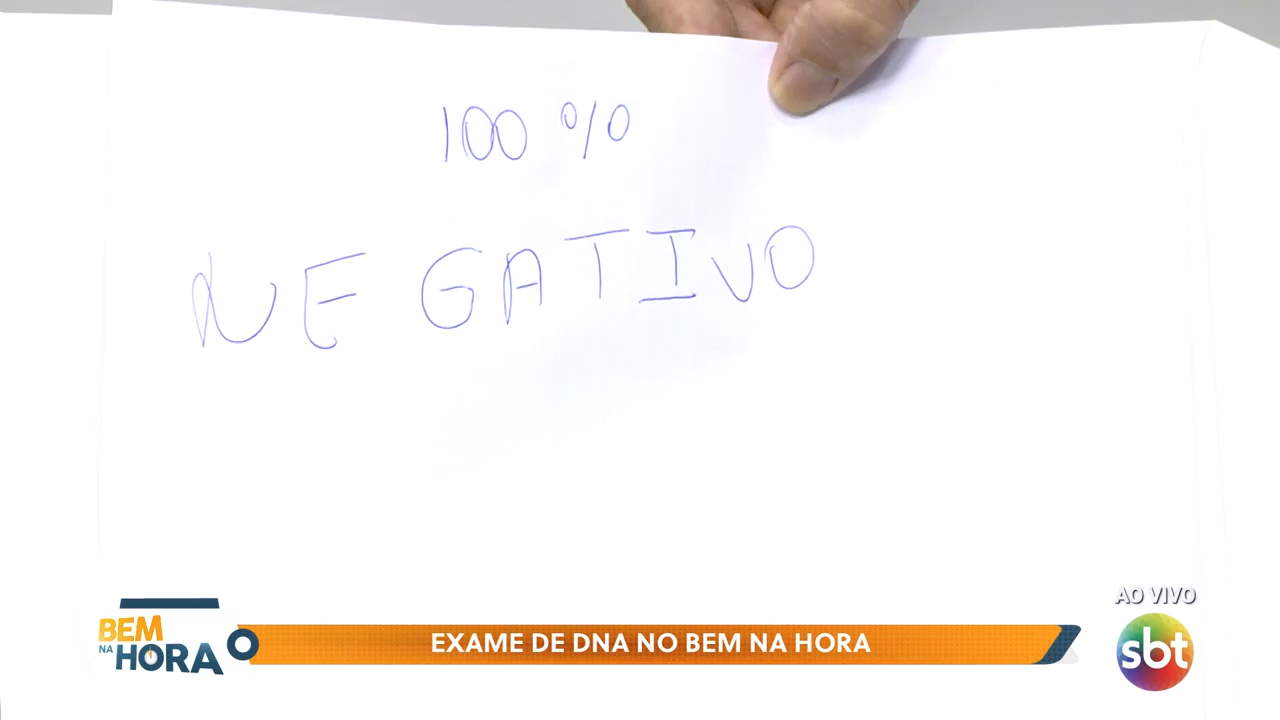 100 %
NEGATIVO
AO VIVO
BEM
NA HORA
EXAME DE DNA NO BEM NA HORA
sbt